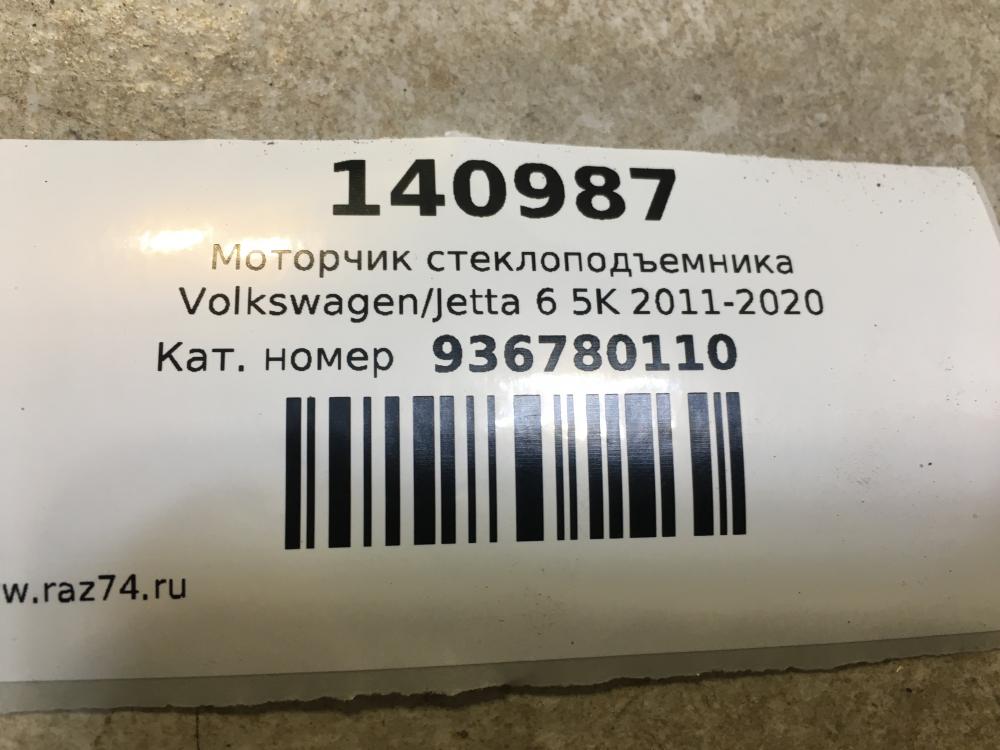 140987
Моторчик стеклоподъемника
Volkswagen/Jetta 6 5K 2011-2020
Кат. номер 936780110
w.raz74.ru